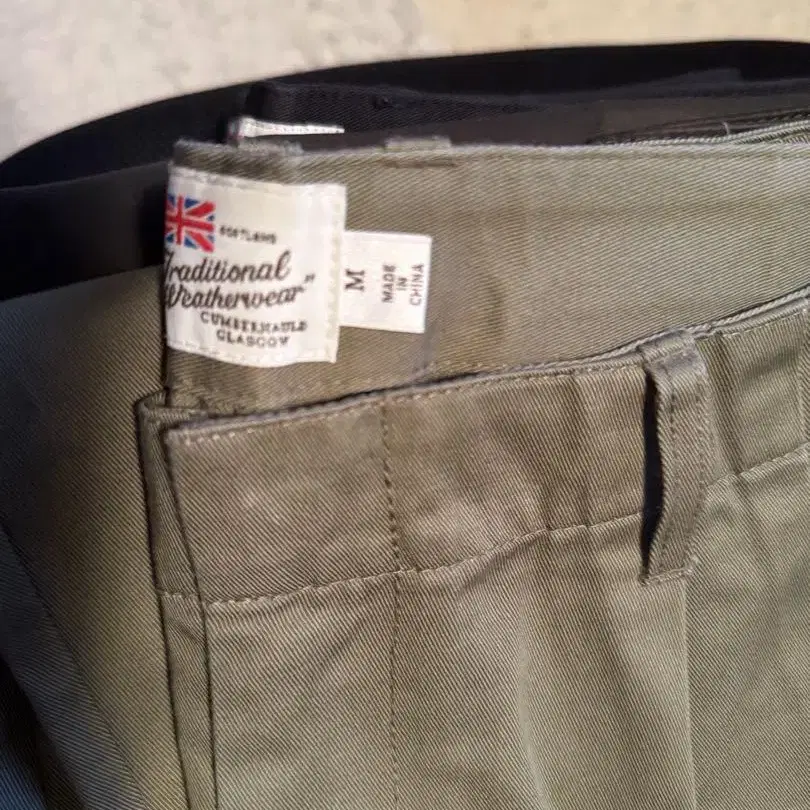 SCOTLAND
Traditional
Weatherwear"
CUMBERNAULD
GLASGOW
M
MADE
IN
CHINA